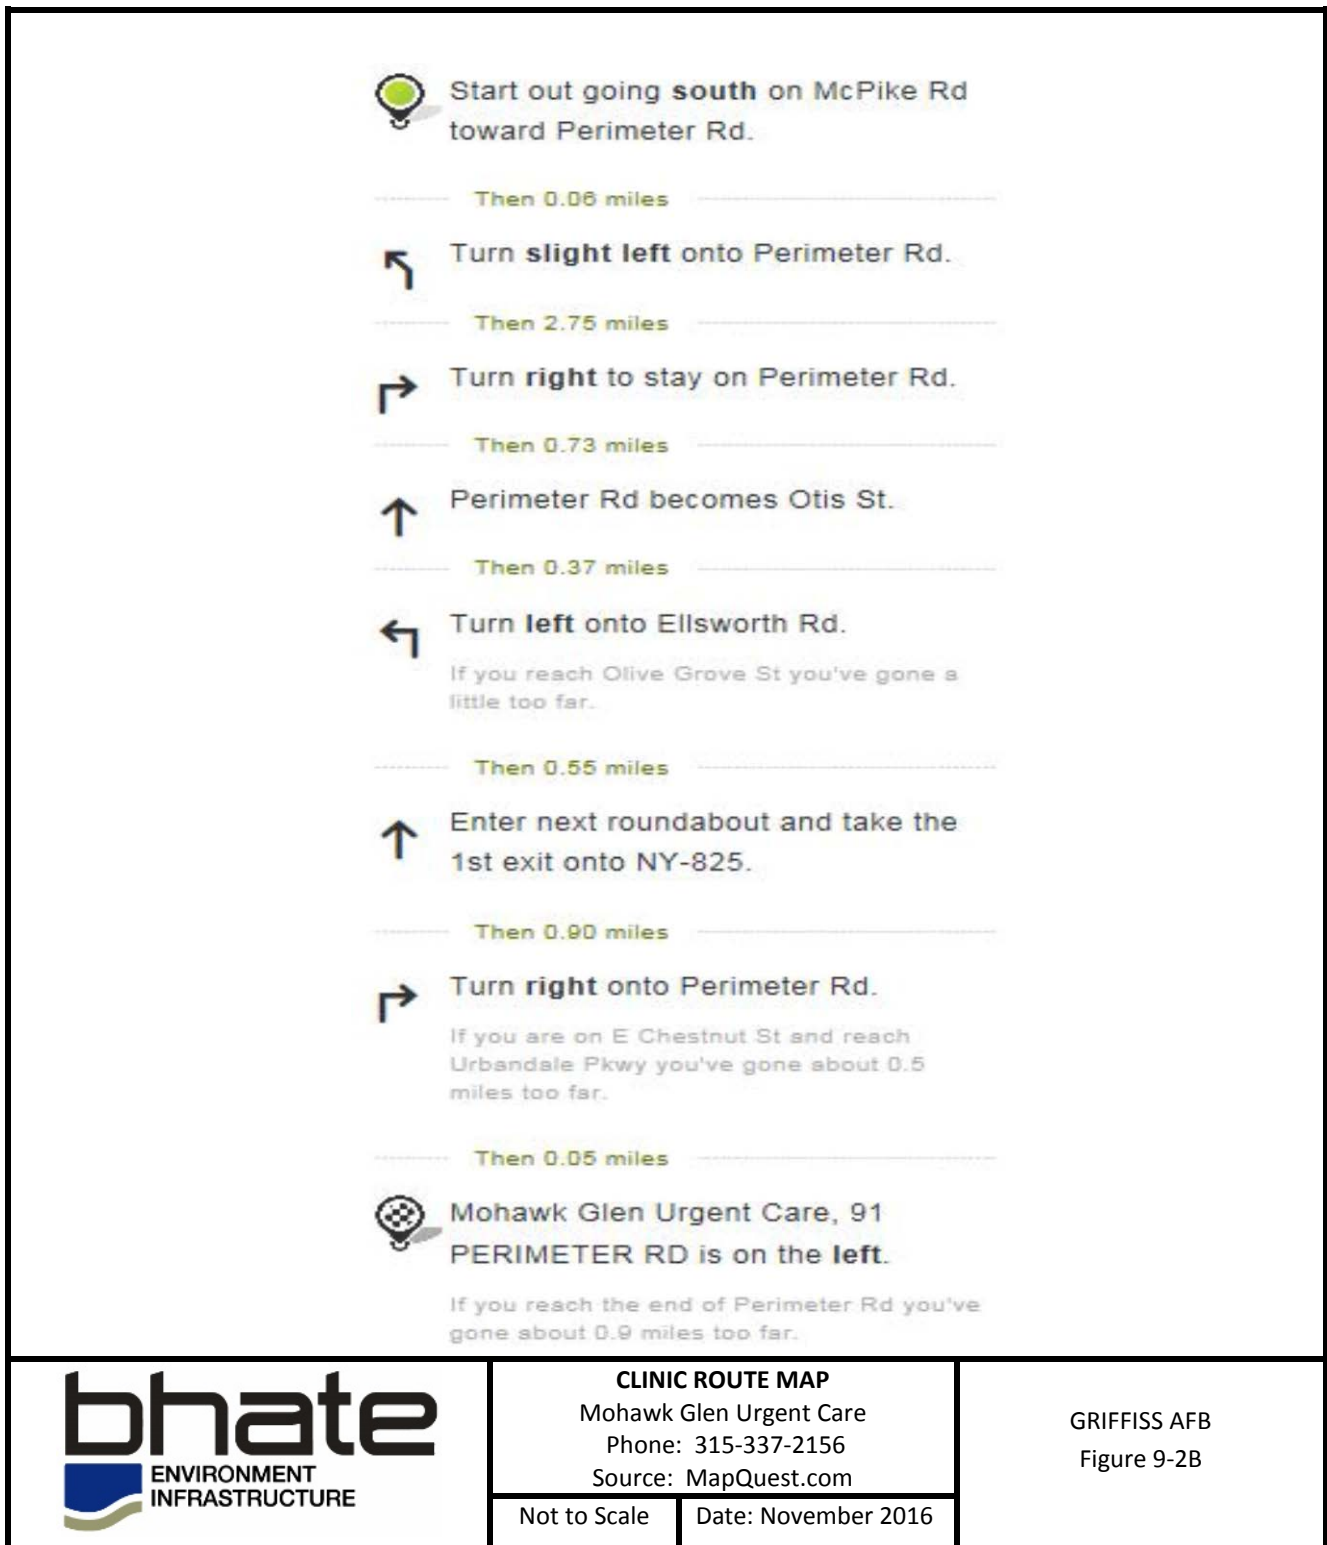 Start out going south on McPike Rd
toward Perimeter Rd.
Then 0.06 miles
Turn slight left onto Perimeter Rd.
Then 2.75 miles
Turn right to stay on Perimeter Rd.
Then 0.73 miles
Perimeter Rd becomes Otis St.
Then 0.37 miles
Turn left onto Ellsworth Rd.
If you reach Olive Grove St you've gone a
little too far.
Then 0.55 miles
Enter next roundabout and take the
1st exit onto NY-825.
Then 0.90 miles
Turn right onto Perimeter Rd.
If you are on E Chestnut St and reach
Urbandale Pkwy you've gone about 0.5
miles too far.
Then 0.05 miles
Mohawk Glen Urgent Care, 91
PERIMETER RD is on the left.
If you reach the end of Perimeter Rd you've
gone about 0.9 miles too far.
bhate
ENVIRONMENT
INFRASTRUCTURE
CLINIC ROUTE MAP
Mohawk Glen Urgent Care
Phone: 315-337-2156
Source: MapQuest.com
Not to Scale
Date: November 2016
GRIFFISS AFB
Figure 9-2B